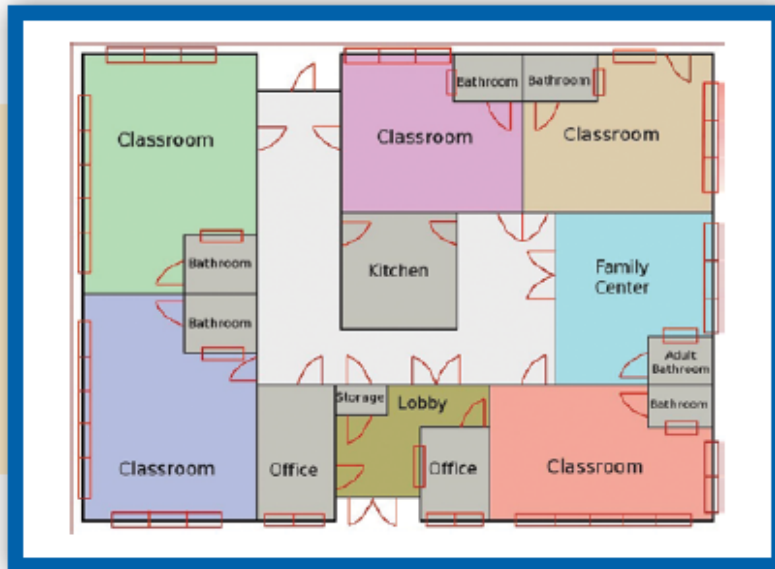 Bathroom
Bathroom
Classroom
Classroom
Classroom
Bathroom
Kitchen
Family
Center
Bathroom
Adult
Bathroom
Storage
Lobby
Bathroom
Classroom
Office
Office
Classroom